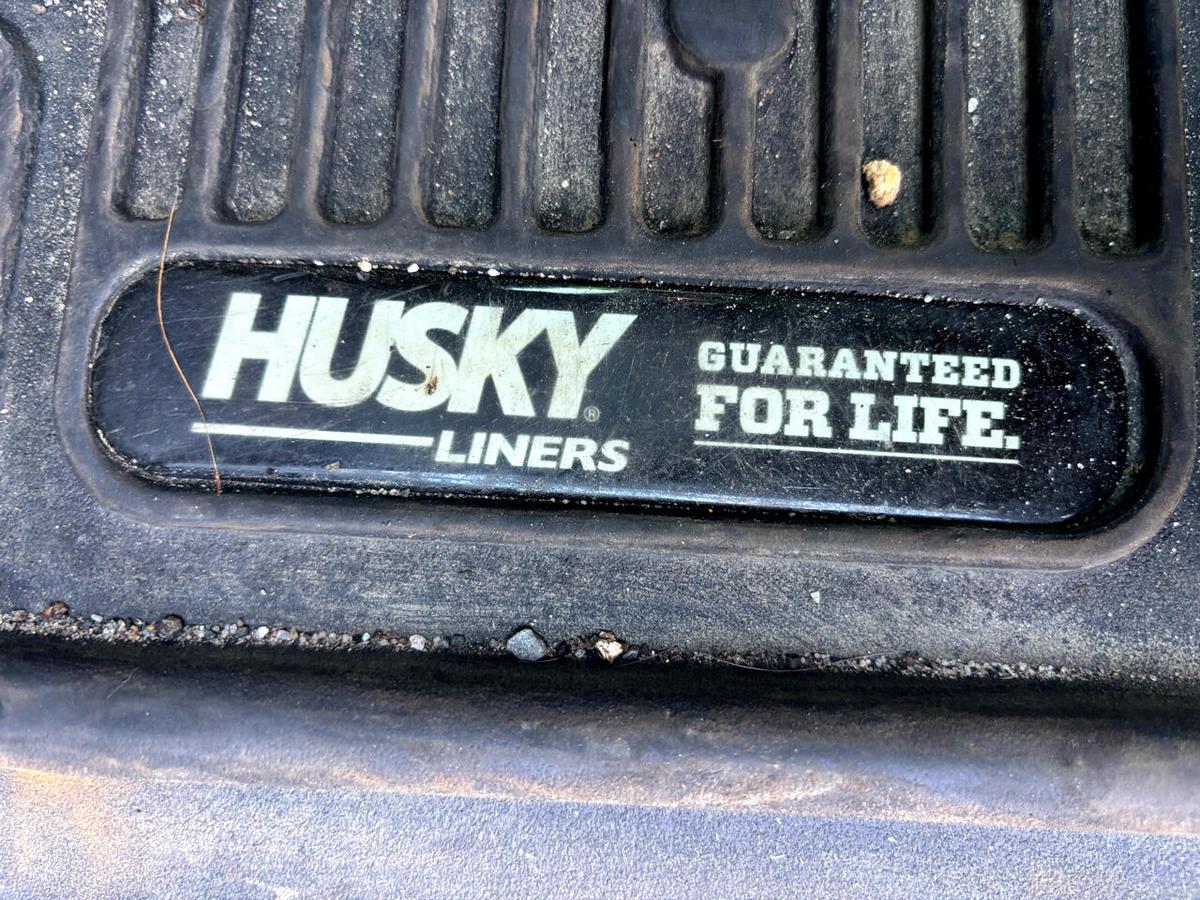 HUSKY®
LINERS
GUARANTEED
FOR LIFE.